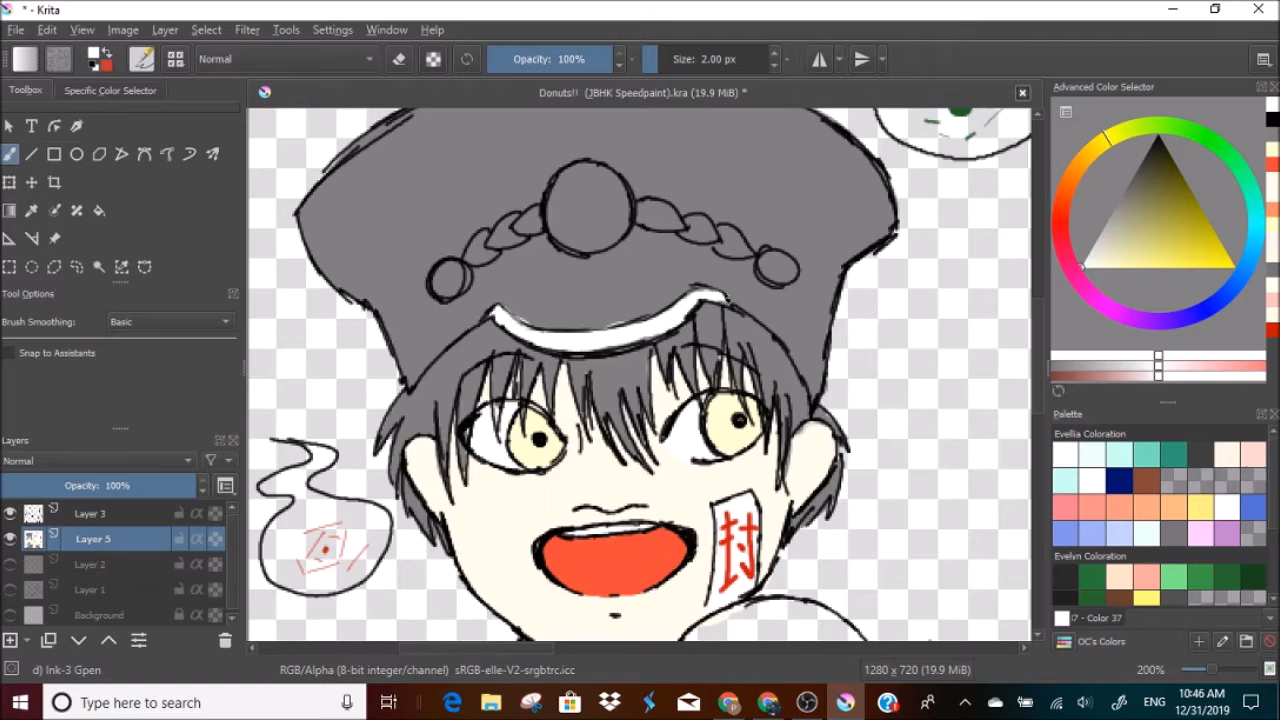 * - Krita
File Edit View Image Layer Select Filter Tools Settings Window Help
Normal Opacity: 100% Size: 2.00 px
Toolbox Specific Color Selector
Donuts!! (JBHK Speedpaint).kra (19.9 MiB) *
Advanced Color Selector
Tool Options
Brush Smoothing: Basic
Snap to Assistants
Layers
Normal
Opacity: 100%
Layer 3
Layer 5
Layer 2
Layer 1
Background
封
Palette
Evellia Coloration
Evelyn Coloration
i7 - Color 37
OC's Colors
d) Ink-3 Gpen
RGB/Alpha (8-bit integer/channel) sRGB-elle-V2-srgbtrc.icc
1280 x 720 (19.9 MiB)
200%
Type here to search
ENG
10:46 AM
12/31/2019